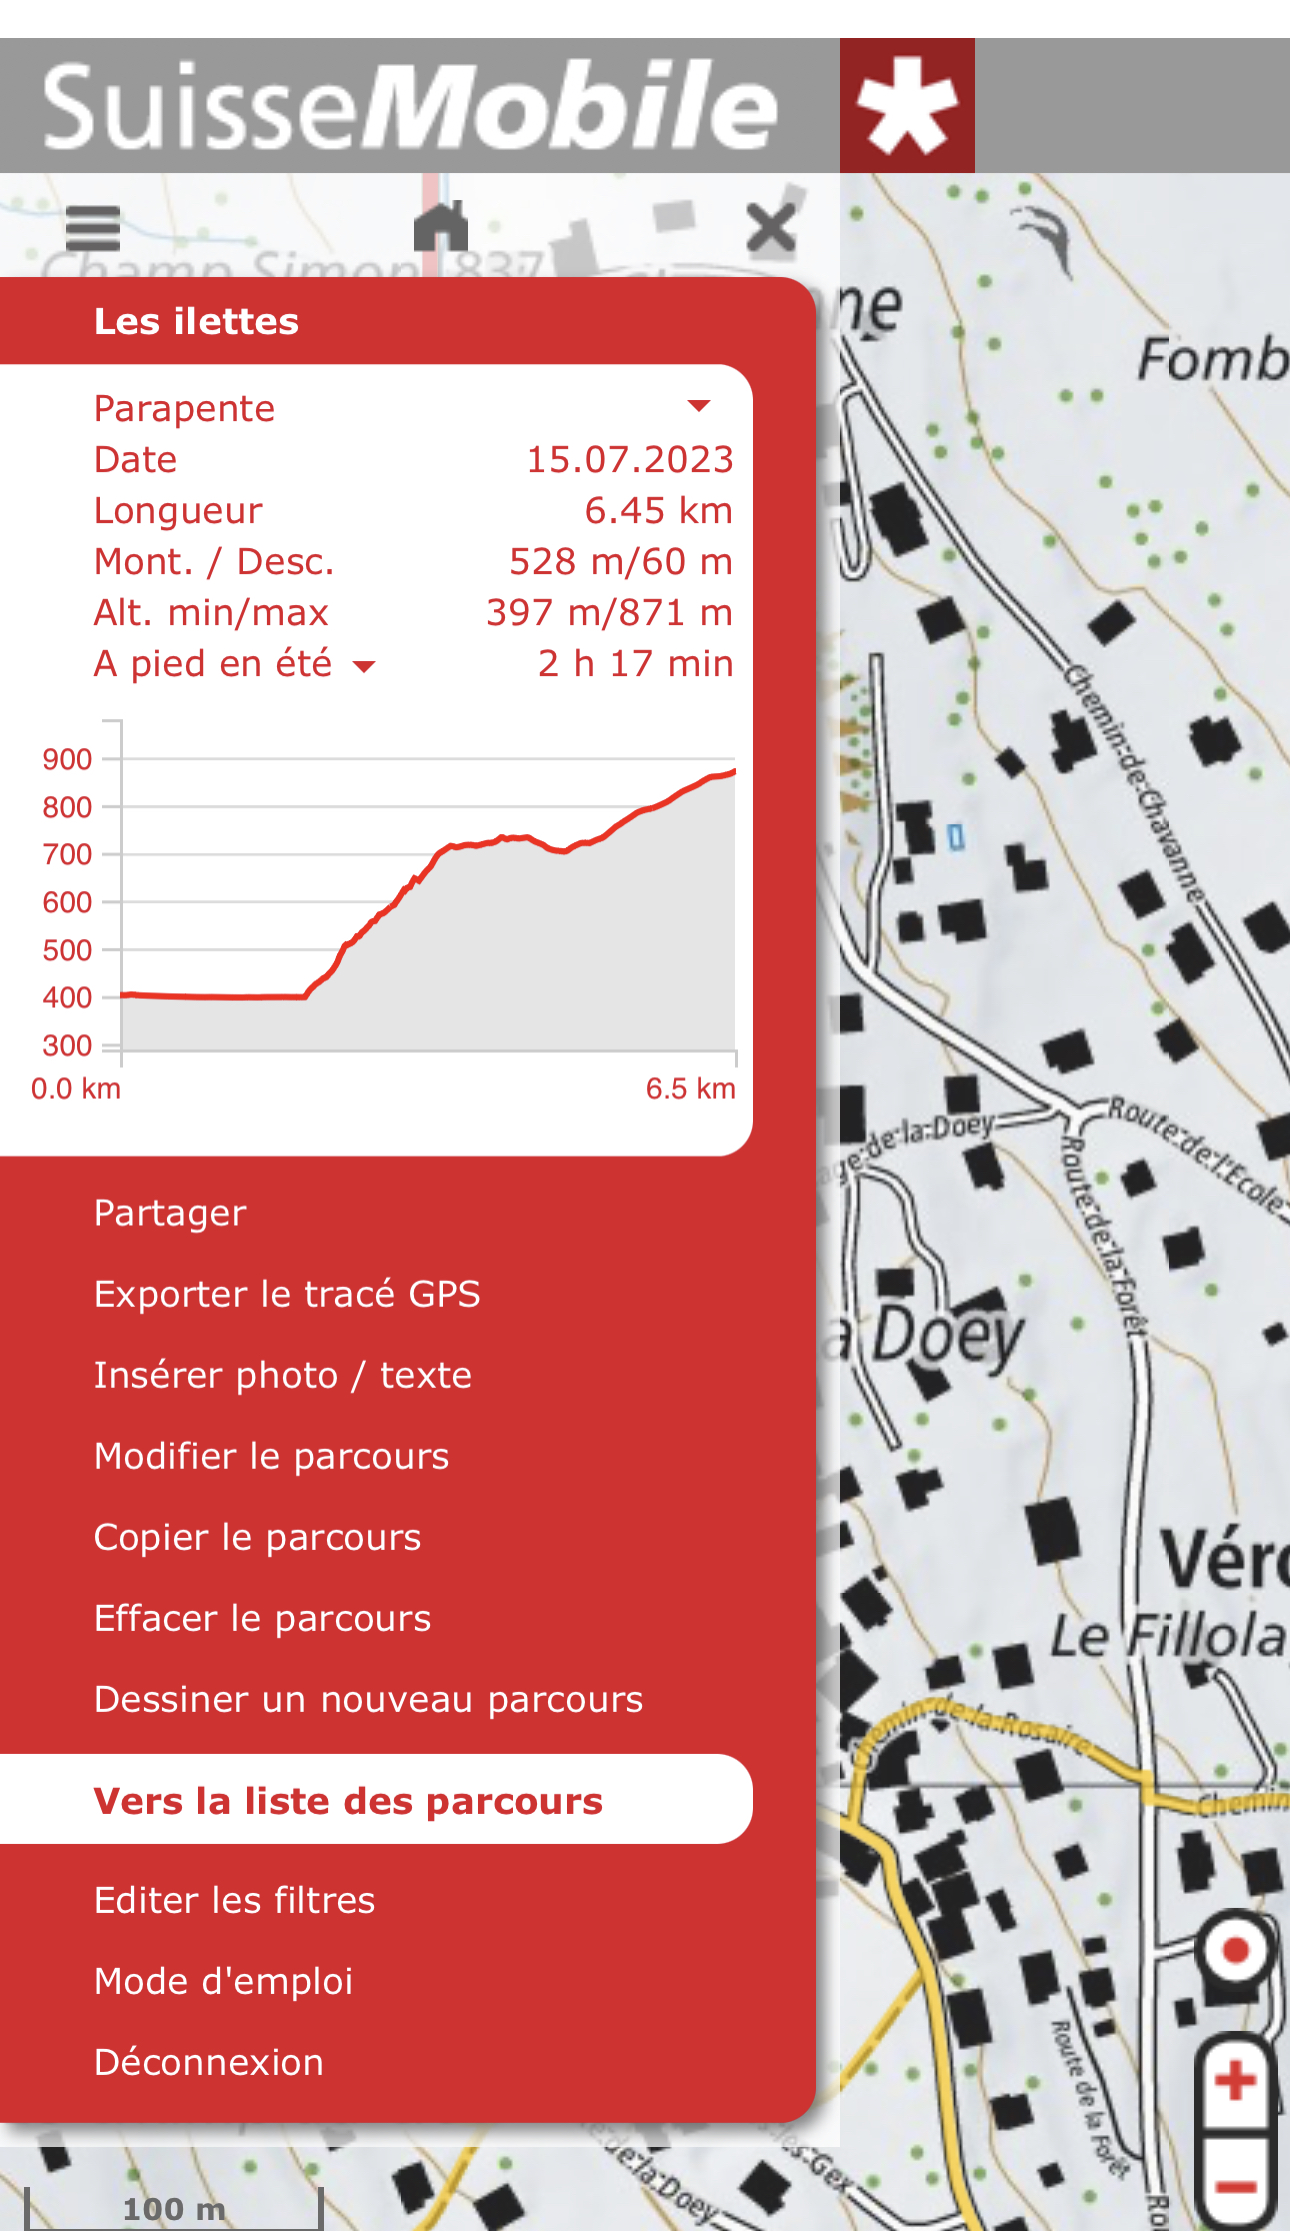 SuisseMobile
Champ Simon 837
Les ilettes
Parapente
Date 15.07.2023
Longueur 6.45 km
Mont. / Desc. 528 m/60 m
Alt. min/max 397 m/871 m
A pied en été 2 h 17 min
900
800
700
600
500
400
300
0.0 km 6.5 km
Partager
Exporter le tracé GPS
Insérer photo / texte
Modifier le parcours
Copier le parcours
Effacer le parcours
Dessiner un nouveau parcours
Vers la liste des parcours
Editer les filtres
Mode d'emploi
Déconnexion
100 m
ne
Fomb
Chemin-de-Chavanne
de-la-Doey
Route-de-l'Ecole
Route-de-la-Forêt
a Doey
Véro
Le Fillola
Chemin-de-la-Rosaire
Chemin
Route de la Forêt
de-la-Doey
les-Gex
Rou